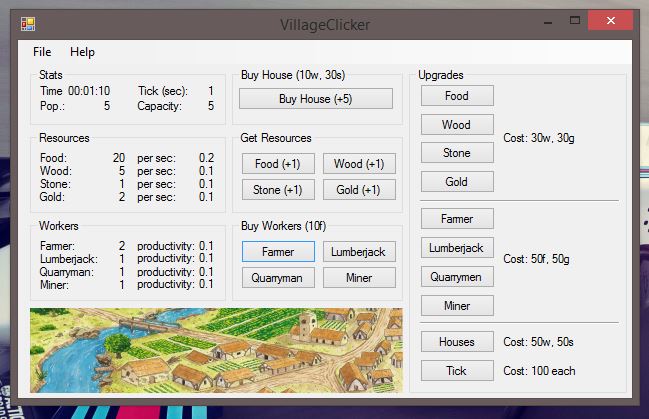 VillageClicker
File Help
Stats
Time 00:01:10 Tick (sec): 1
Pop.: 5 Capacity: 5
Resources
Food: 20 per sec: 0.2
Wood: 5 per sec: 0.1
Stone: 1 per sec: 0.1
Gold: 2 per sec: 0.1
Workers
Farmer: 2 productivity: 0.1
Lumberjack: 1 productivity: 0.1
Quarryman: 1 productivity: 0.1
Miner: 1 productivity: 0.1
Buy House (10w, 30s)
Buy House (+5)
Get Resources
Food (+1) Wood (+1)
Stone (+1) Gold (+1)
Buy Workers (10f)
Farmer Lumberjack
Quarryman Miner
Upgrades
Food
Wood
Cost: 30w, 30g
Stone
Gold
Farmer
Lumberjack
Cost: 50f, 50g
Quarrymen
Miner
Houses Cost: 50w, 50s
Tick Cost: 100 each